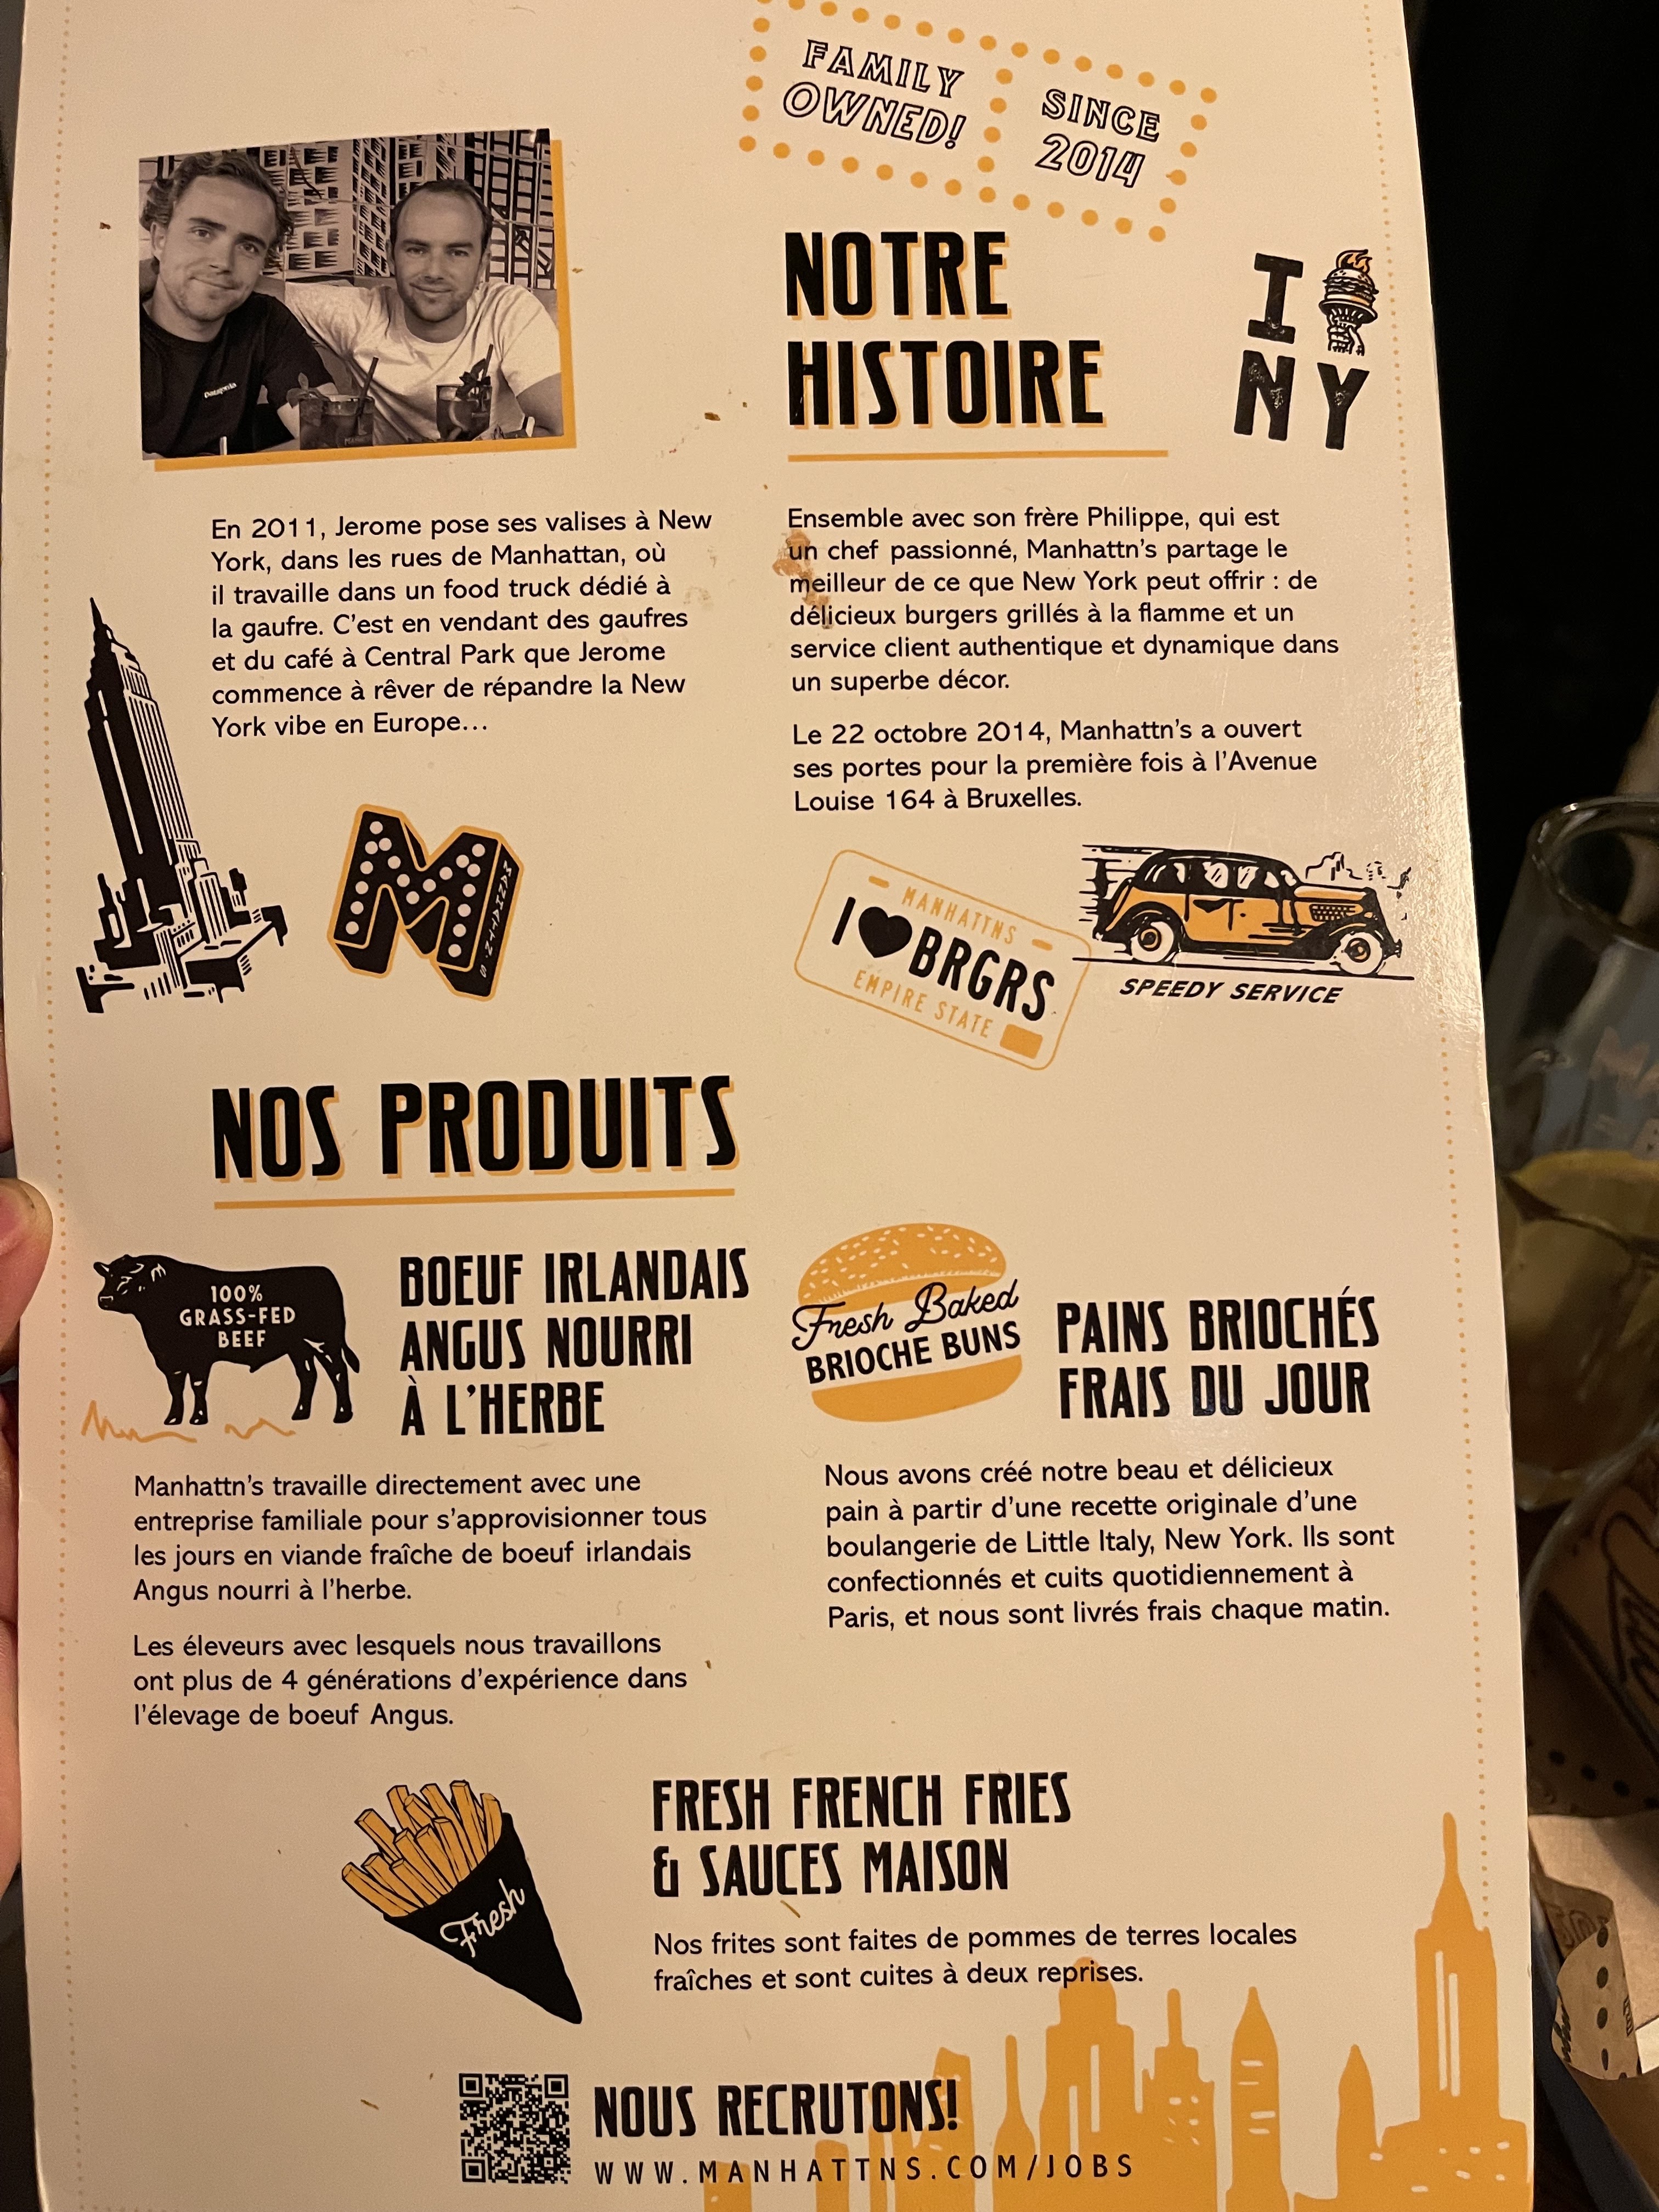 FAMILY
OWNED!
SINCE
2014
Patagonia
NOTRE
HISTOIRE
I
NY
En 2011, Jerome pose ses valises à New
York, dans les rues de Manhattan, où
il travaille dans un food truck dédié à
la gaufre. C'est en vendant des gaufres
et du café à Central Park que Jerome
commence à rêver de répandre la New
York vibe en Europe...
Ensemble avec son frère Philippe, qui est
un chef passionné, Manhattn's partage le
meilleur de ce que New York peut offrir : de
délicieux burgers grillés à la flamme et un
service client authentique et dynamique dans
un superbe décor.
Le 22 octobre 2014, Manhattn's a ouvert
ses portes pour la première fois à l'Avenue
Louise 164 à Bruxelles.
M
MANHATTN'S
MANHATTNS
I ♥ BRGRS
EMPIRE STATE
SPEEDY SERVICE
NOS PRODUITS
100%
GRASS-FED
BEEF
BOEUF IRLANDAIS
ANGUS NOURRI
À L'HERBE
Manhattn's travaille directement avec une
entreprise familiale pour s'approvisionner tous
les jours en viande fraîche de boeuf irlandais
Angus nourri à l'herbe.
Les éleveurs avec lesquels nous travaillons
ont plus de 4 générations d'expérience dans
l'élevage de boeuf Angus.
Fresh Baked
BRIOCHE BUNS
PAINS BRIOCHÉS
FRAIS DU JOUR
Nous avons créé notre beau et délicieux
pain à partir d'une recette originale d'une
boulangerie de Little Italy, New York. Ils sont
confectionnés et cuits quotidiennement à
Paris, et nous sont livrés frais chaque matin.
Fresh
FRESH FRENCH FRIES
& SAUCES MAISON
Nos frites sont faites de pommes de terres locales
fraîches et sont cuites à deux reprises.
NOUS RECRUTONS!
WWW.MANHATTNS.COM/JOBS